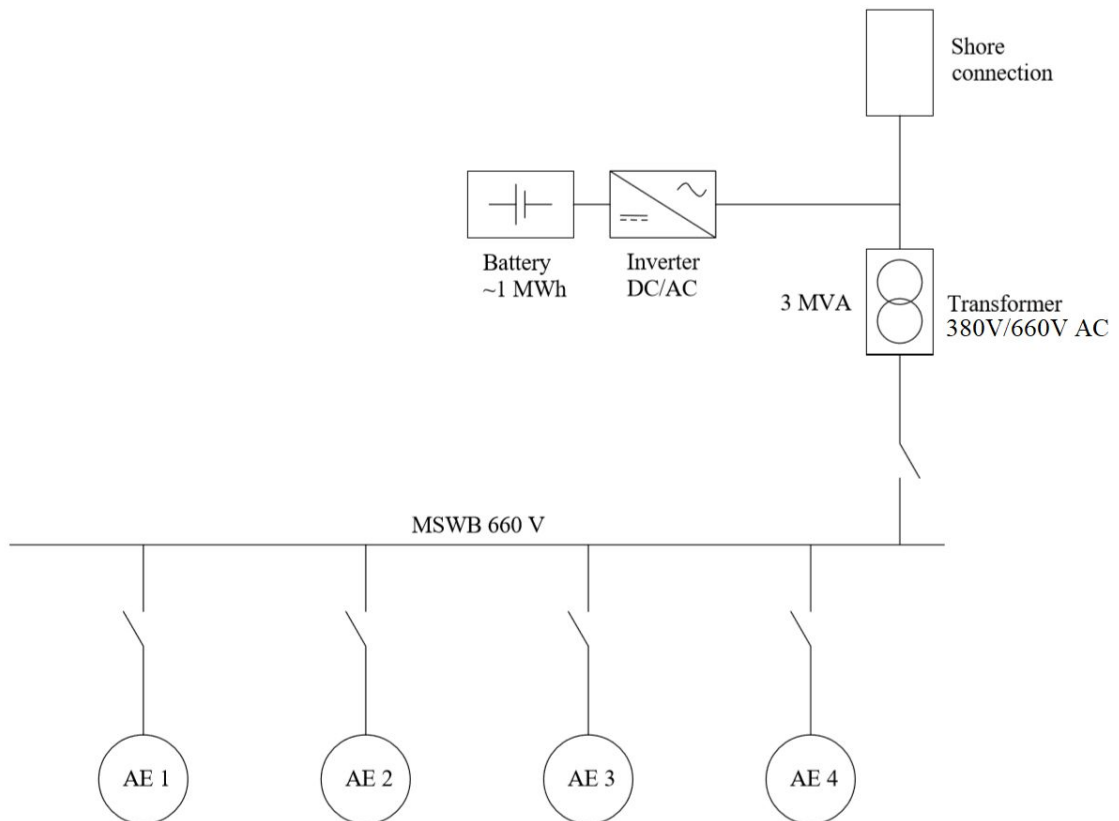 Shore
connection
Battery
~1 MWh
Inverter
DC/AC
3 MVA
Transformer
380V/660V AC
MSWB 660 V
AE 1
AE 2
AE 3
AE 4